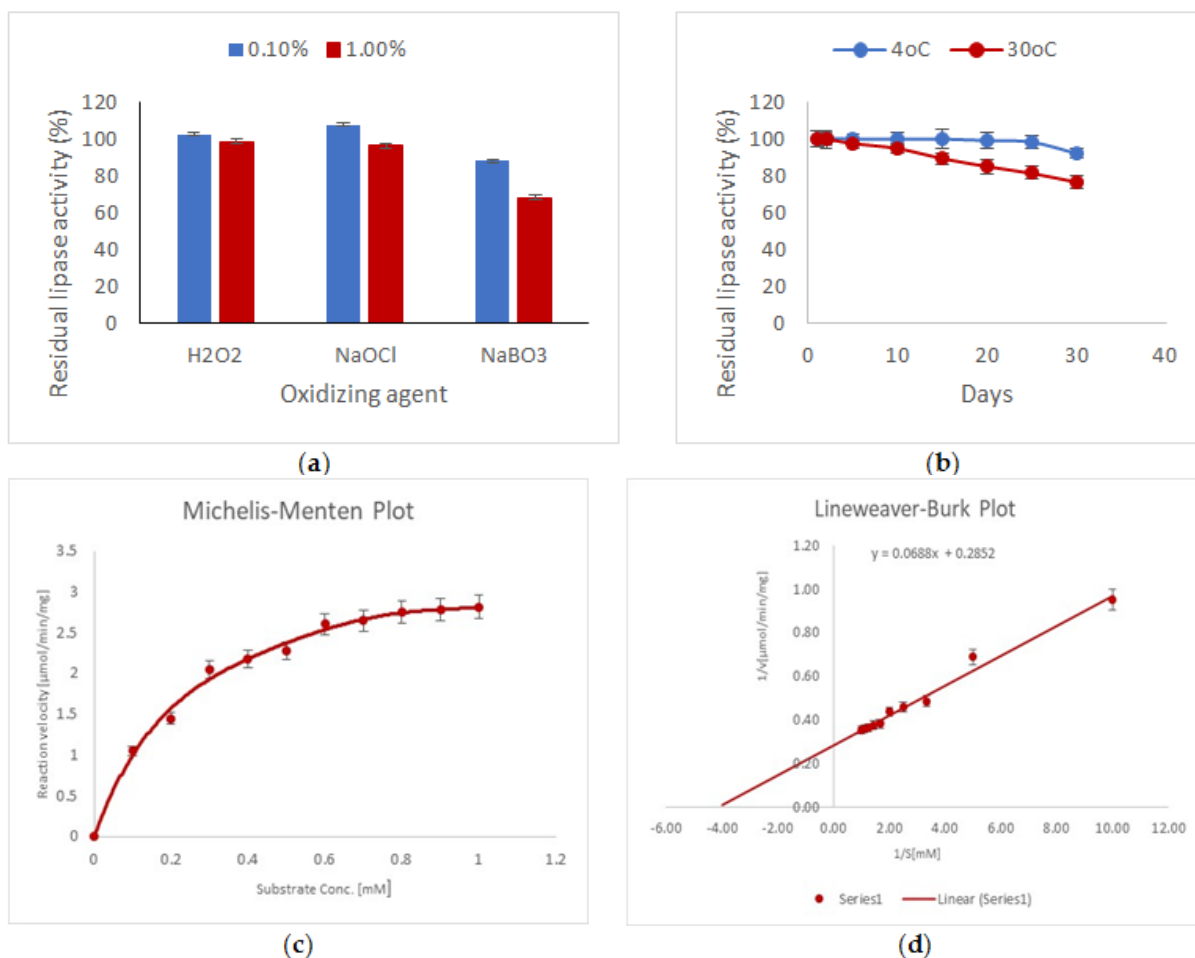 0.10% 1.00%
Residual lipase activity (%)
120
100
80
60
40
20
0
H2O2 NaOCl NaBO3
Oxidizing agent
(a)
4oC 30oC
Residual lipase activity (%)
120
100
80
60
40
20
0
0 10 20 30 40
Days
(b)
Michelis-Menten Plot
Reaction velocity [µmol/min/mg]
3.5
3
2.5
2
1.5
1
0.5
0
0 0.2 0.4 0.6 0.8 1 1.2
Substrate Conc. [mM]
(c)
Lineweaver-Burk Plot
y = 0.0688x + 0.2852
1/v[µmol/min/mg]
1.20
1.00
0.80
0.60
0.40
0.20
0.00
-6.00 -4.00 -2.00 0.00 2.00 4.00 6.00 8.00 10.00 12.00
1/S[mM]
Series1 Linear (Series1)
(d)